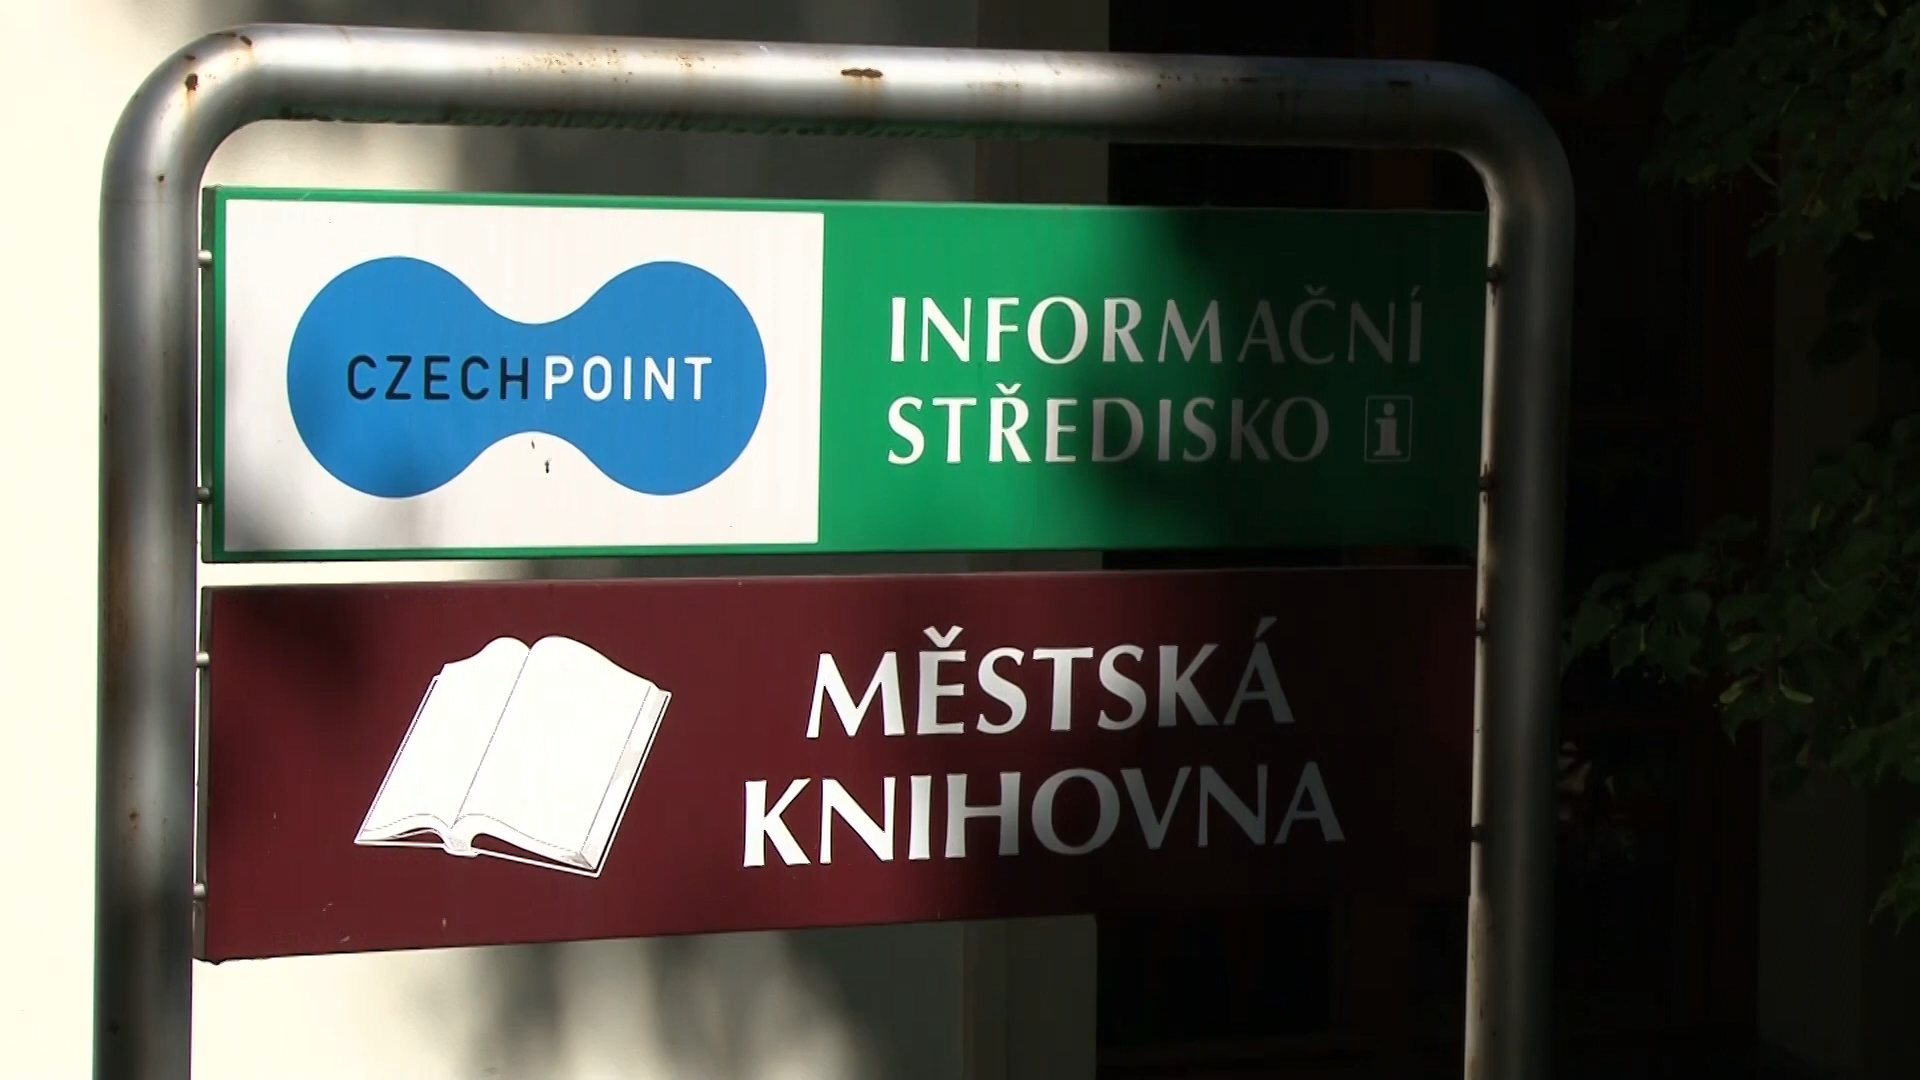 CZECHPOINT
INFORMAČNÍ
STŘEDISKO i
MĚSTSKÁ
KNIHOVNA